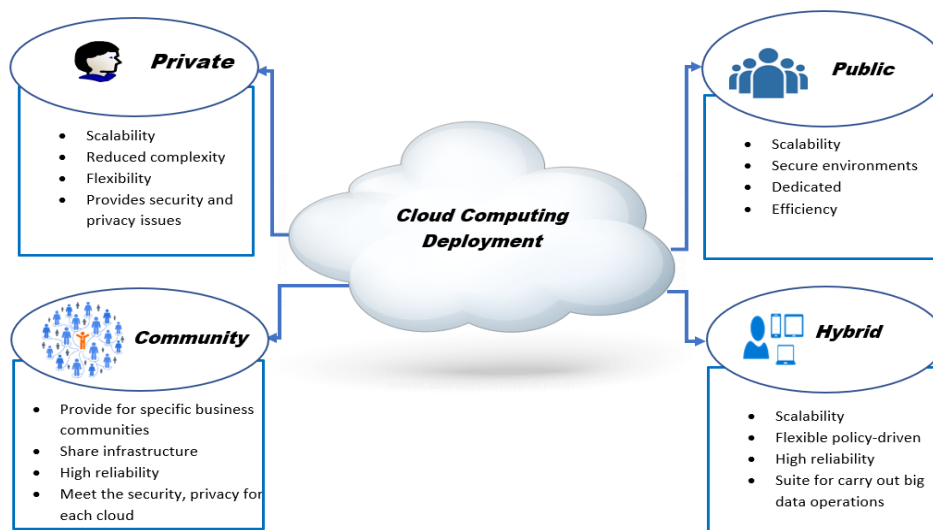 Private
• Scalability
• Reduced complexity
• Flexibility
• Provides security and
privacy issues
Cloud Computing
Deployment
Public
• Scalability
• Secure environments
• Dedicated
• Efficiency
Community
• Provide for specific business
communities
• Share infrastructure
• High reliability
• Meet the security, privacy for
each cloud
Hybrid
• Scalability
• Flexible policy-driven
• High reliability
• Suite for carry out big
data operations